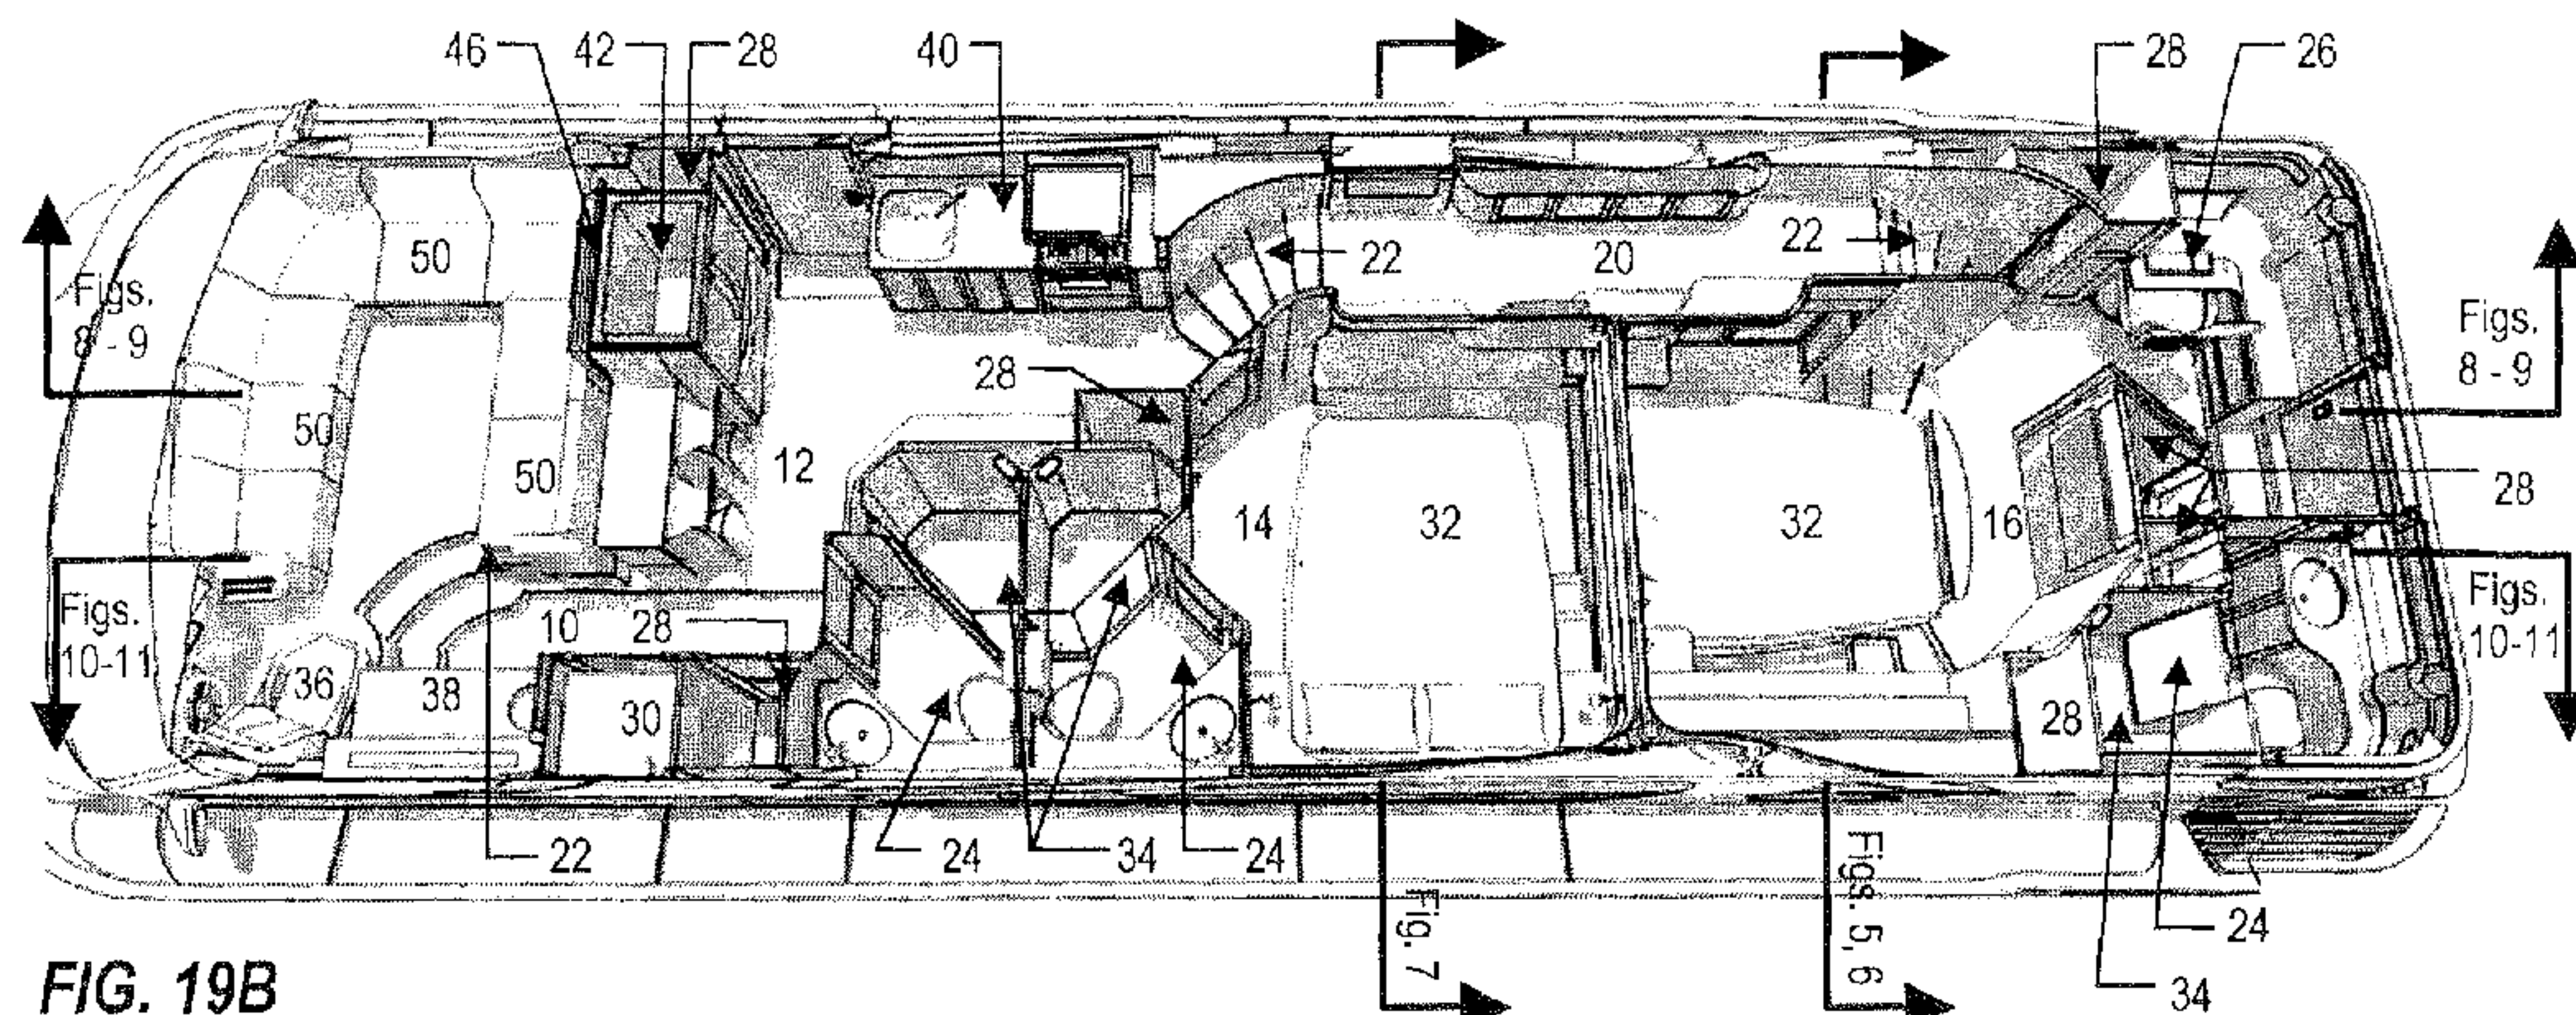 46 42 28 40 28 26
50 22 20 22
Figs.
8 - 9
Figs.
8 - 9
28
50 50 12 14 32 32 16 28
Figs.
10-11
Figs.
10-11
10 28
36 38 30 28
22 24 34 24
Fig. 7
Figs. 5, 6
24
34
FIG. 19B